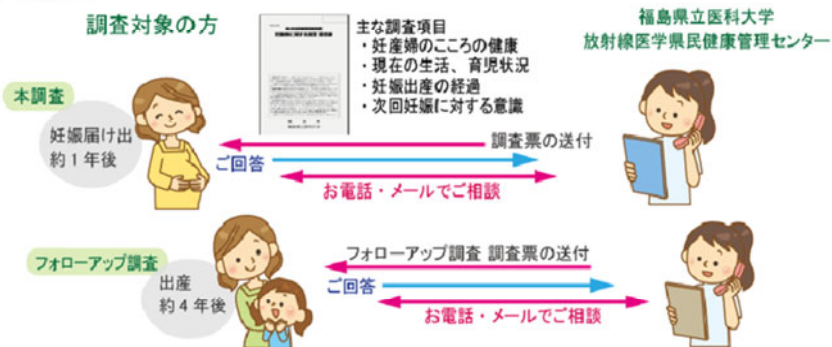 調査対象の方
主な調査項目
・妊産婦のこころの健康
・現在の生活、育児状況
・妊娠出産の経過
・次回妊娠に対する意識
福島県立医科大学
放射線医学県民健康管理センター
本調査
妊娠届け出
約1年後
調査票の送付
ご回答
お電話・メールでご相談
フォローアップ調査
出産
約4年後
フォローアップ調査 調査票の送付
ご回答
お電話・メールでご相談